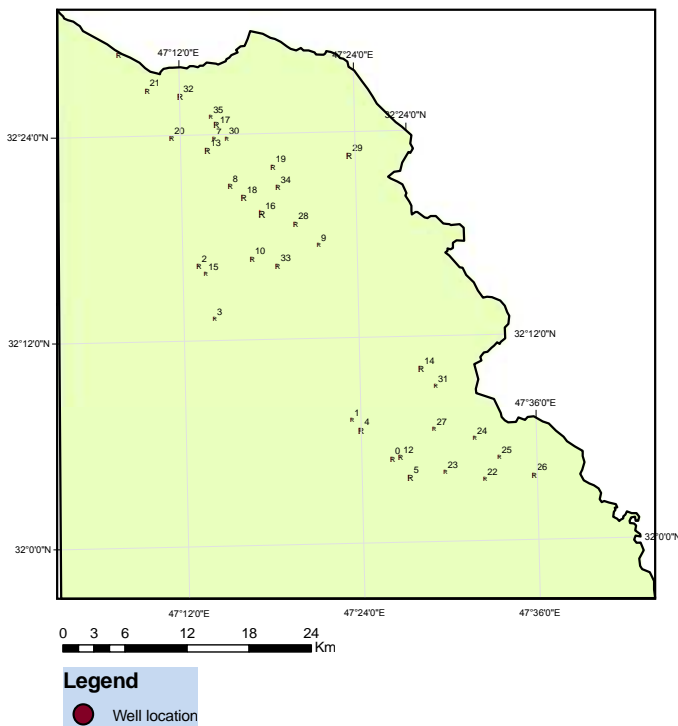 47°12'0"E
47°24'0"E
R
21
R
32
R
32°24'0"N
35
R
17
R
20
R
7
R
30
R
13
R
32°24'0"N
29
R
19
R
8
R
34
R
18
R
16
R
28
R
9
R
2
R
15
R
10
R
33
R
3
R
32°12'0"N
32°12'0"N
14
R
31
R
47°36'0"E
1
R
4
R
27
R
24
R
0
R
12
R
25
R
5
R
23
R
22
R
26
R
32°0'0"N
32°0'0"N
47°12'0"E
47°24'0"E
47°36'0"E
0 3 6 12 18 24
Km
Legend
Well location